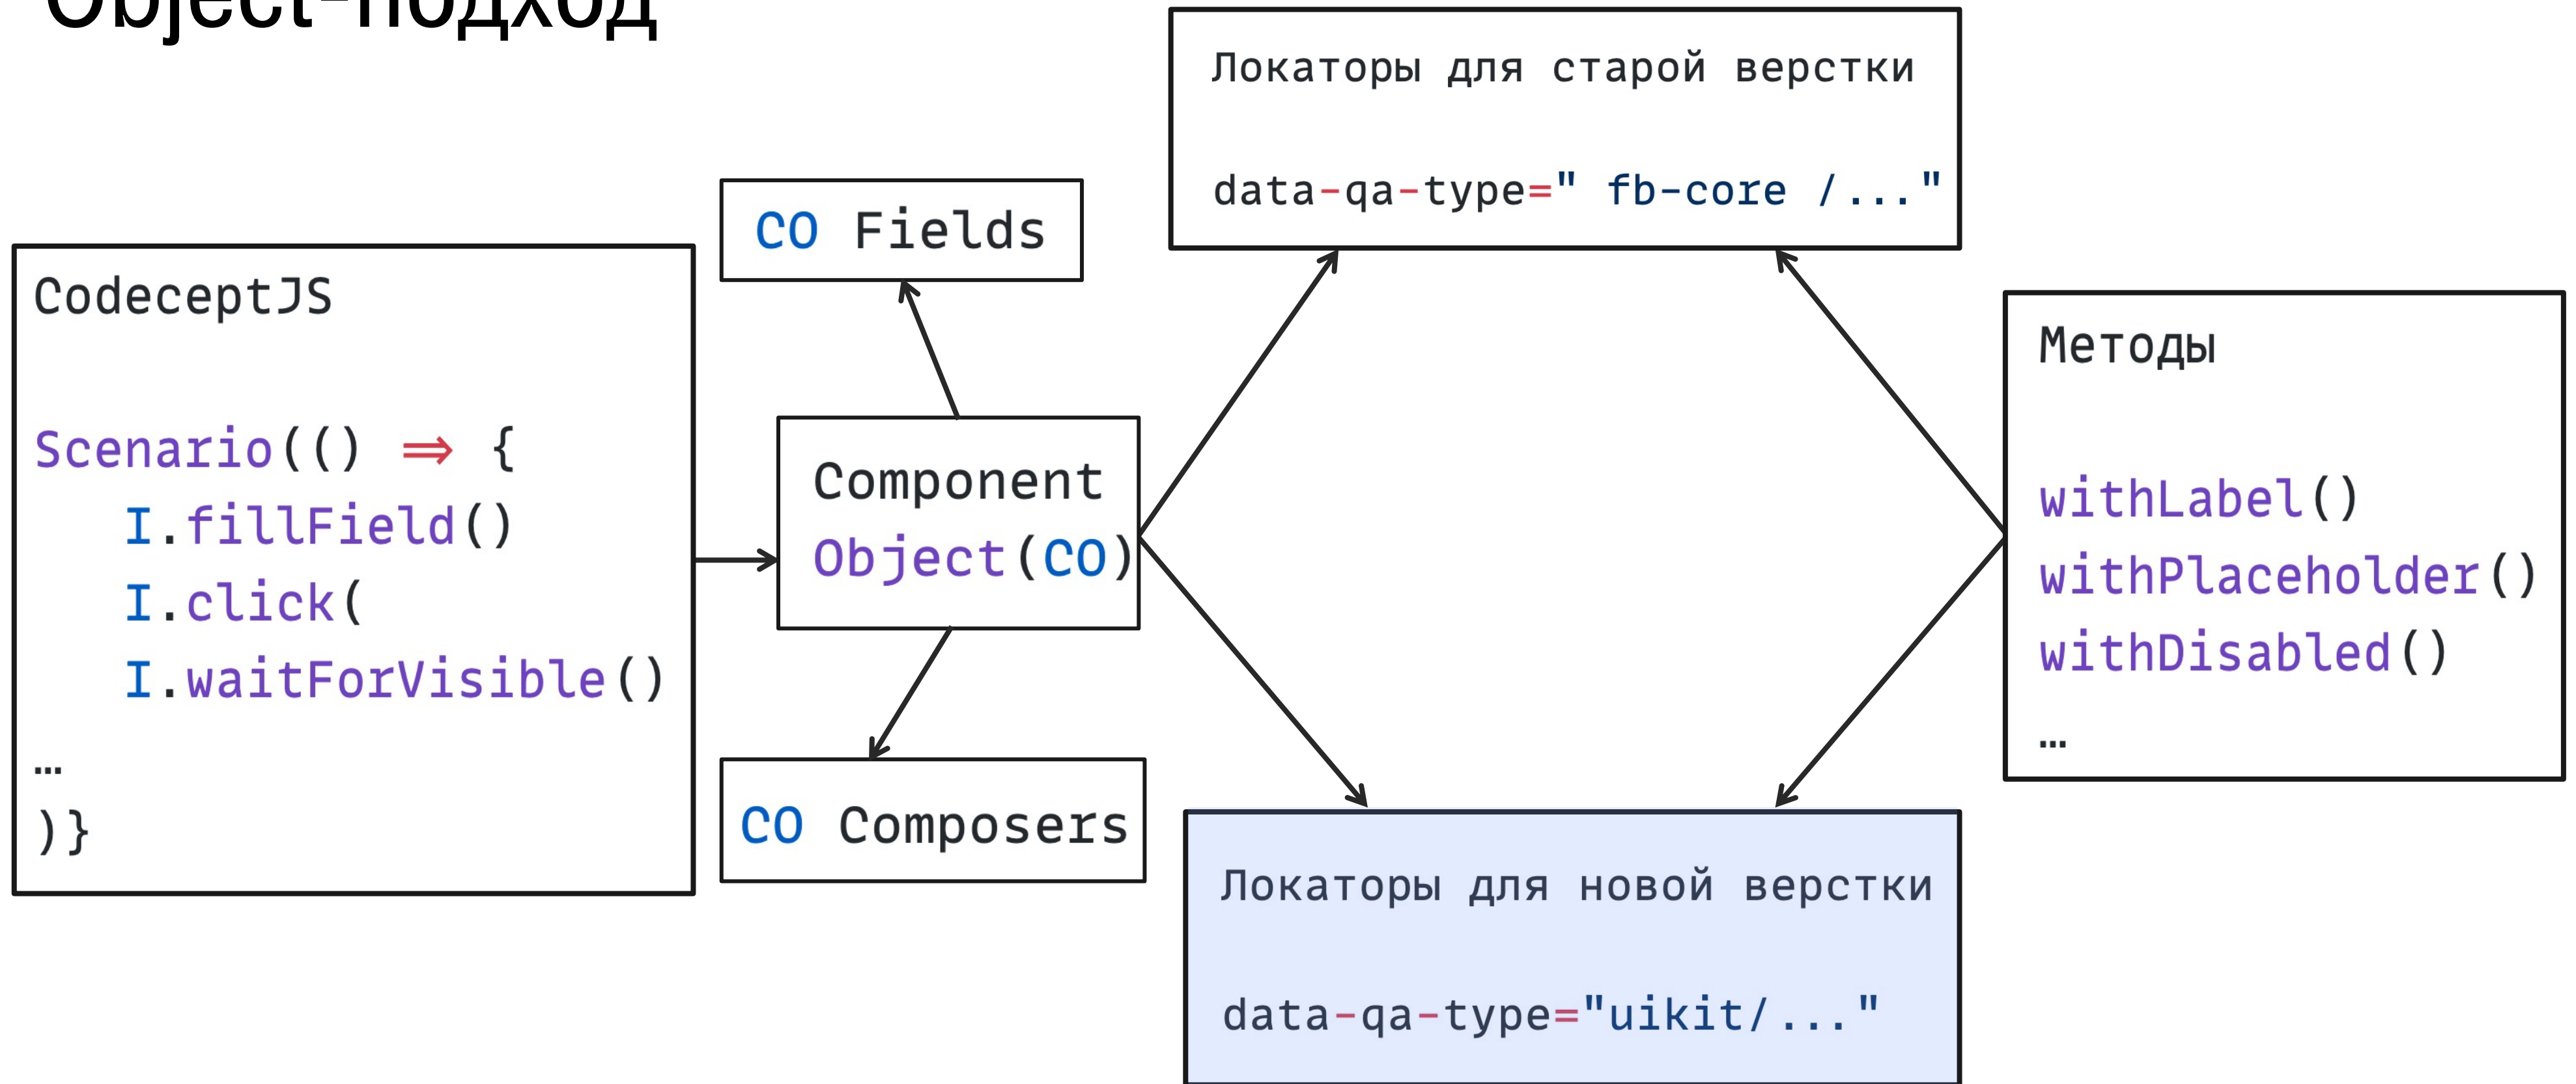 Object-подход
CodeceptJS
Scenario(() ⇒ {
I.fillField()
I.click(
I.waitForVisible()
…
)}
CO Fields
Component
Object(CO)
CO Composers
Локаторы для старой верстки
data-qa-type=" fb-core /..."
Локаторы для новой верстки
data-qa-type="uikit/..."
Методы
withLabel()
withPlaceholder()
withDisabled()
…